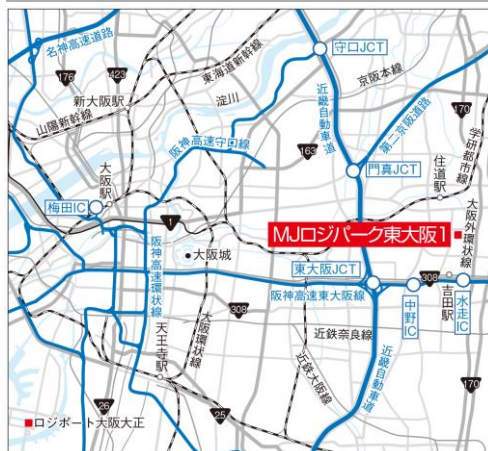 名神高速道路
守口JCT
176
423
東海道新幹線
京阪本線
新大阪駅
淀川
近畿自動車道
第二京阪道路
170
山陽新幹線
阪神高速守口線
163
学研都市線
住道駅
門真JCT
大阪駅
梅田IC
1
大阪外環状線
MJロジパーク東大阪1
阪神高速環状線
大阪城
東大阪JCT
308
吉田駅
阪神高速東大阪線
中野IC
水走IC
308
天王寺駅
大阪環状線
近鉄奈良線
近鉄大阪線
近畿自動車道
170
26
25
ロジポート大阪大正